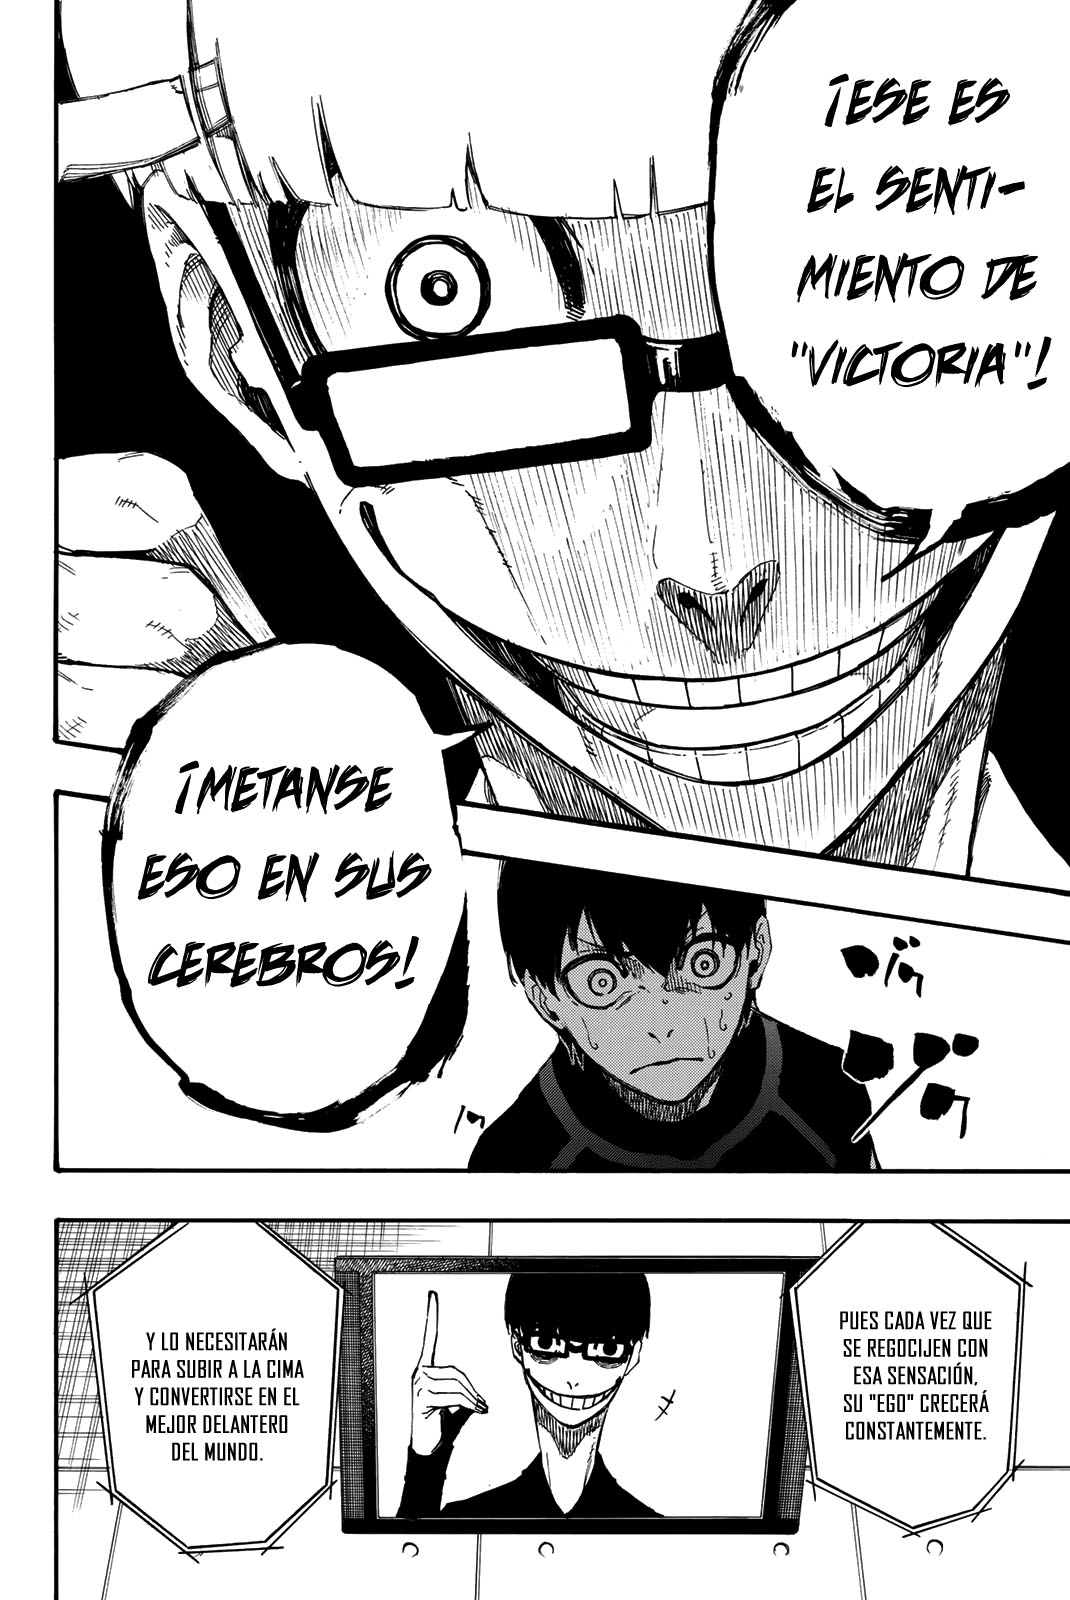 ¡ESE ES
EL SENTI-
MIENTO DE
"VICTORIA"!
¡METANSE
ESO EN SUS
CEREBROS!
PUES CADA VEZ QUE
SE REGOCIJEN CON
ESA SENSACIÓN,
SU "EGO" CRECERÁ
CONSTANTEMENTE.
Y LO NECESITARÁN
PARA SUBIR A LA CIMA
Y CONVERTIRSE EN EL
MEJOR DELANTERO
DEL MUNDO.